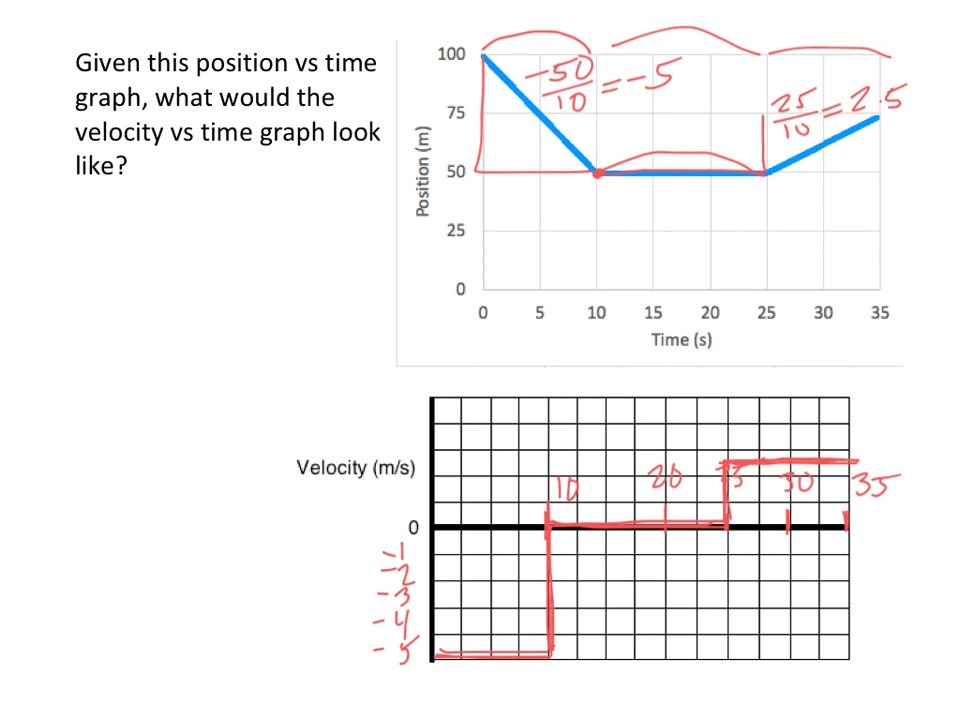 Given this position vs time
graph, what would the
velocity vs time graph look
like?
Position (m)
100
75
50
25
0
-50
10
= -5
25
10
= 2.5
0 5 10 15 20 25 30 35
Time (s)
Velocity (m/s)
10 20 25 30 35
0
-1
-2
-3
-4
-5